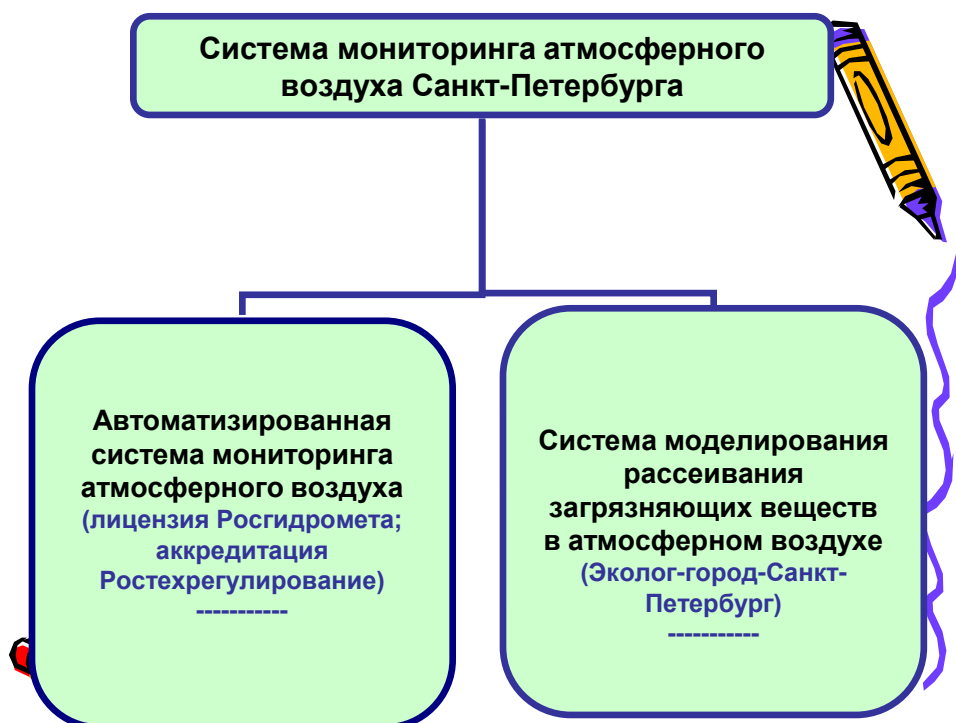 Система мониторинга атмосферного
воздуха Санкт-Петербурга
Автоматизированная
система мониторинга
атмосферного воздуха
(лицензия Росгидромета;
аккредитация
Ростехрегулирование)
-----------
Система моделирования
рассеивания
загрязняющих веществ
в атмосферном воздухе
(Эколог-город-Санкт-
Петербург)
-----------